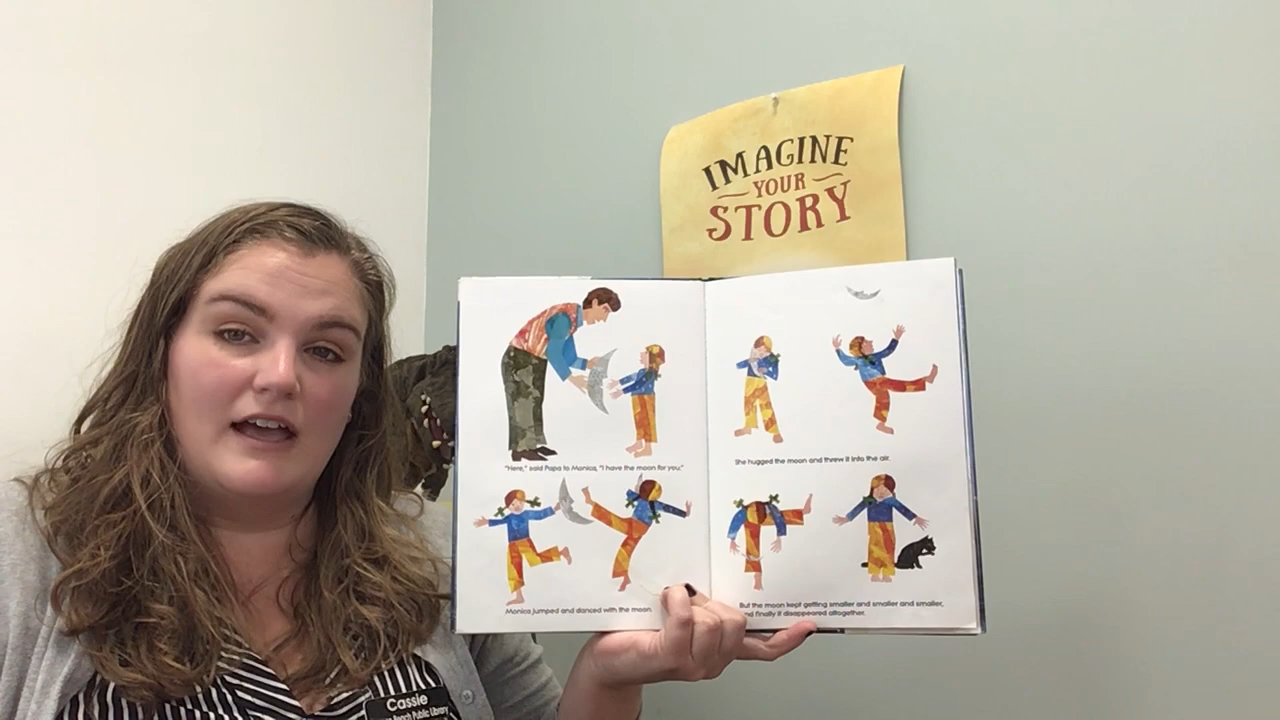 IMAGINE
YOUR
STORY
"Here," said Papa to Monica, "I have the moon for you."
Monica jumped and danced with the moon.
She hugged the moon and threw it into the air.
But the moon kept getting smaller and smaller and smaller,
and finally it disappeared altogether.
Cassie
Beach Public Library